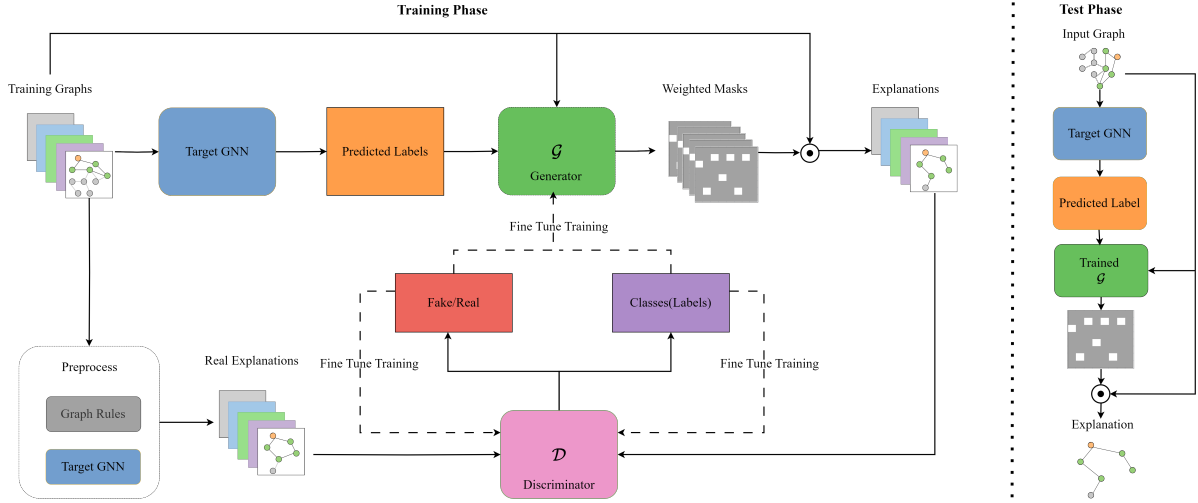 Training Phase
Test Phase
Training Graphs
Weighted Masks
Explanations
Input Graph
Target GNN
Predicted Labels
𝒢
Generator
Target GNN
Predicted Label
Trained
𝒢
Fine Tune Training
Fake/Real
Classes(Labels)
Fine Tune Training
Fine Tune Training
Preprocess
Graph Rules
Target GNN
Real Explanations
𝒟
Discriminator
Explanation